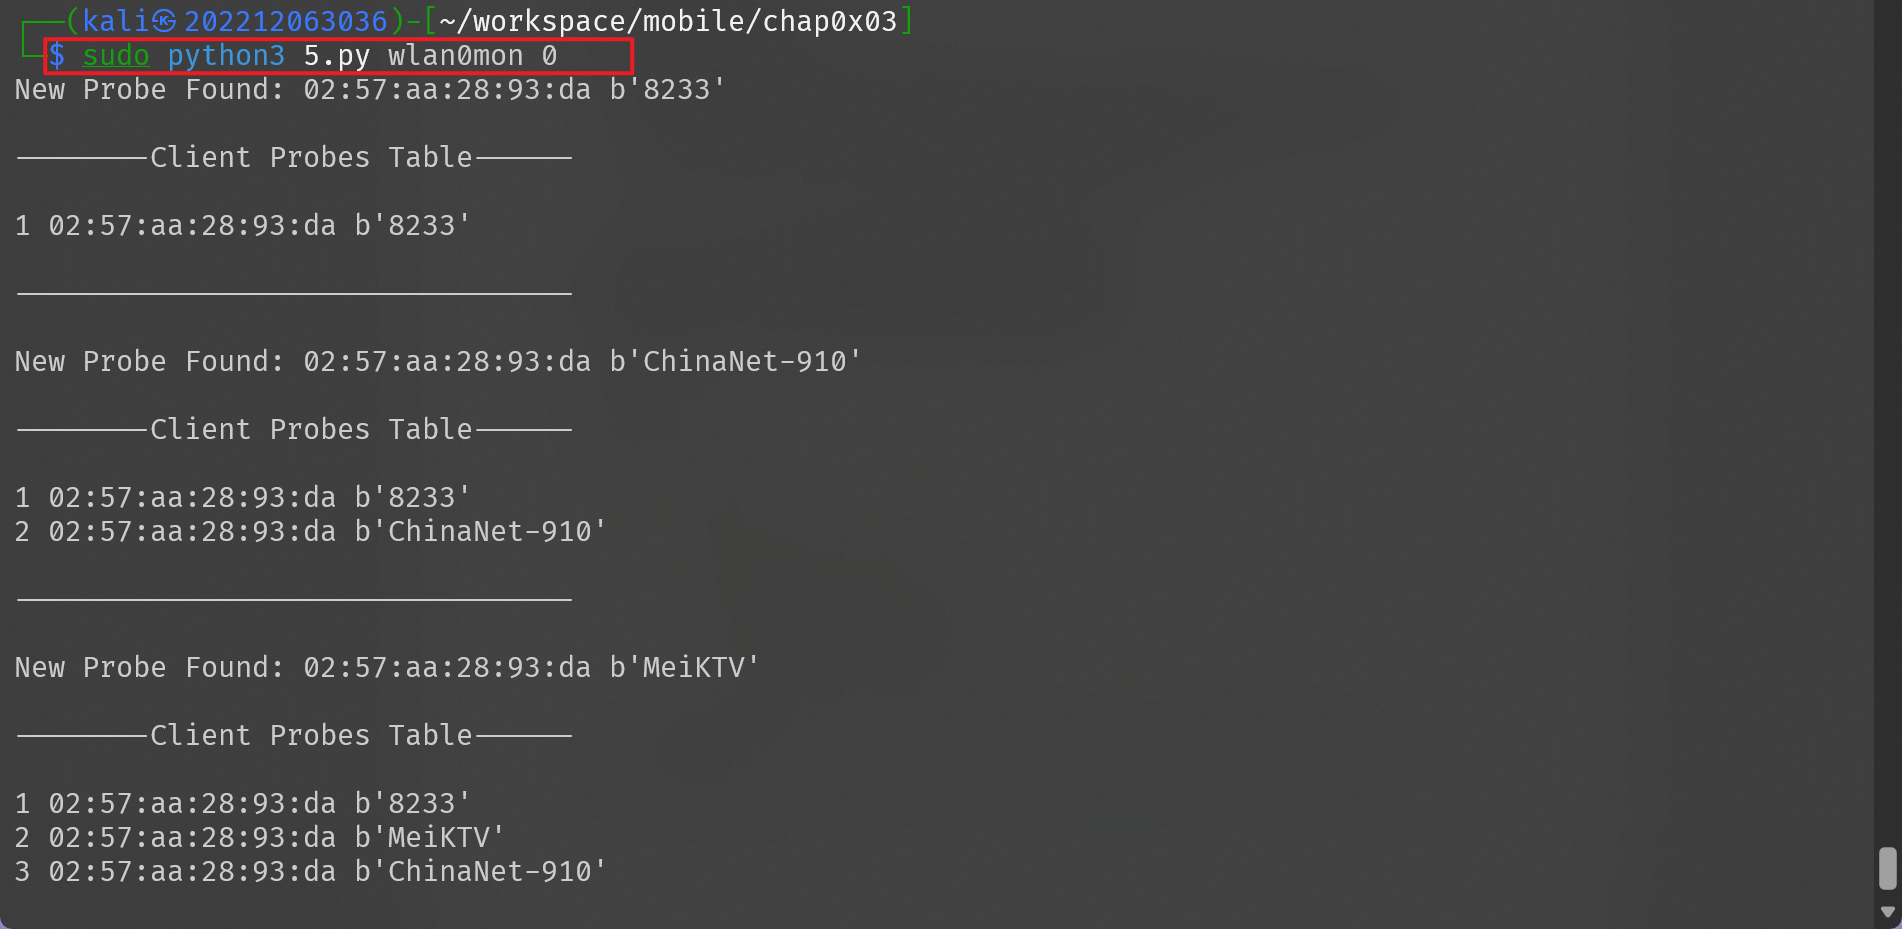 (kali㉿202212063036)-[~/workspace/mobile/chap0x03]
$ sudo python3 5.py wlan0mon 0
New Probe Found: 02:57:aa:28:93:da b'8233'
————————Client Probes Table——————
1 02:57:aa:28:93:da b'8233'
New Probe Found: 02:57:aa:28:93:da b'ChinaNet-910'
————————Client Probes Table——————
1 02:57:aa:28:93:da b'8233'
2 02:57:aa:28:93:da b'ChinaNet-910'
New Probe Found: 02:57:aa:28:93:da b'MeiKTV'
————————Client Probes Table——————
1 02:57:aa:28:93:da b'8233'
2 02:57:aa:28:93:da b'MeiKTV'
3 02:57:aa:28:93:da b'ChinaNet-910'